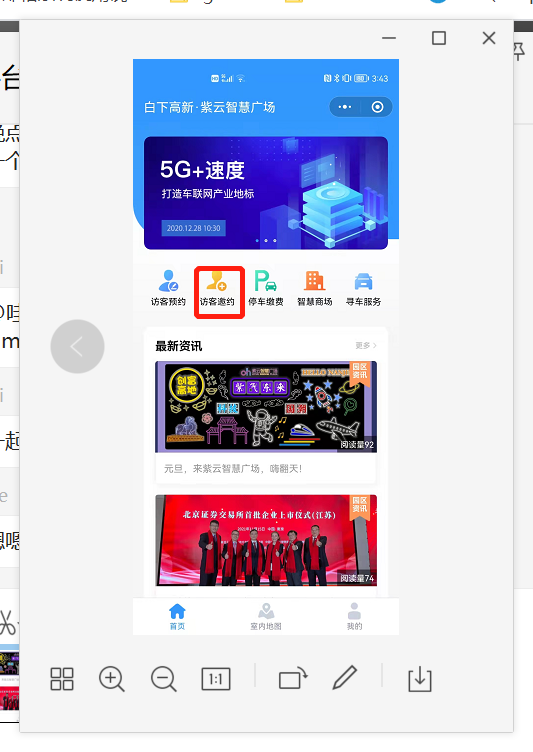 3:43
白下高新·紫云智慧广场
5G+速度
打造车联网产业地标
2020.12.28 10:30
访客预约
访客邀约
停车缴费
智慧商场
寻车服务
最新资讯
更多
园区
资讯
创富
高地
紫气东来
阅读量92
元旦，来紫云智慧广场，嗨翻天！
北京证券交易所首批企业上市仪式(江苏)
园区
资讯
阅读量74
首页
室内地图
我的
1:1